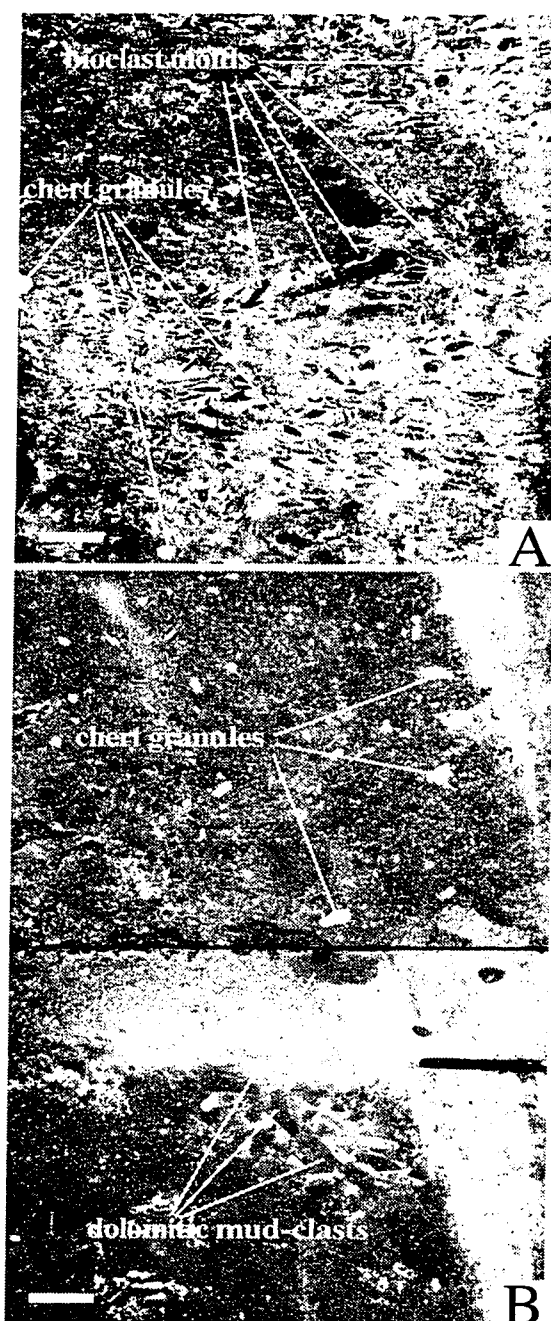 bioclast molds
chert granules
A
chert granules
dolomitic mud-clasts
B